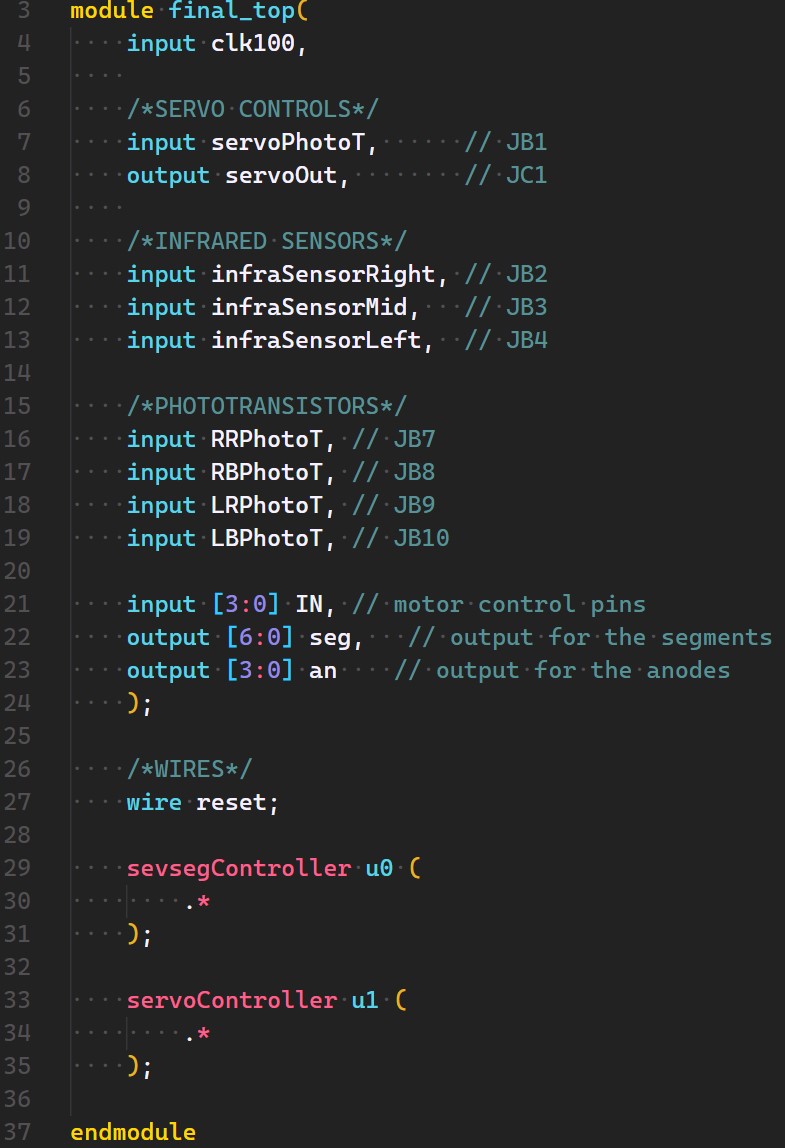 3 module final_top(
4     input clk100,
5
6     /*SERVO CONTROLS*/
7     input servoPhotoT,      // JB1
8     output servoOut,        // JC1
9
10     /*INFRARED SENSORS*/
11     input infraSensorRight, // JB2
12     input infraSensorMid,   // JB3
13     input infraSensorLeft,  // JB4
14
15     /*PHOTOTRANSISTORS*/
16     input RRPhotoT, // JB7
17     input RBPhotoT, // JB8
18     input LRPhotoT, // JB9
19     input LBPhotoT, // JB10
20
21     input [3:0] IN, // motor control pins
22     output [6:0] seg,   // output for the segments
23     output [3:0] an    // output for the anodes
24     );
25
26     /*WIRES*/
27     wire reset;
28
29     sevsegController u0 (
30         .*
31     );
32
33     servoController u1 (
34         .*
35     );
36
37 endmodule